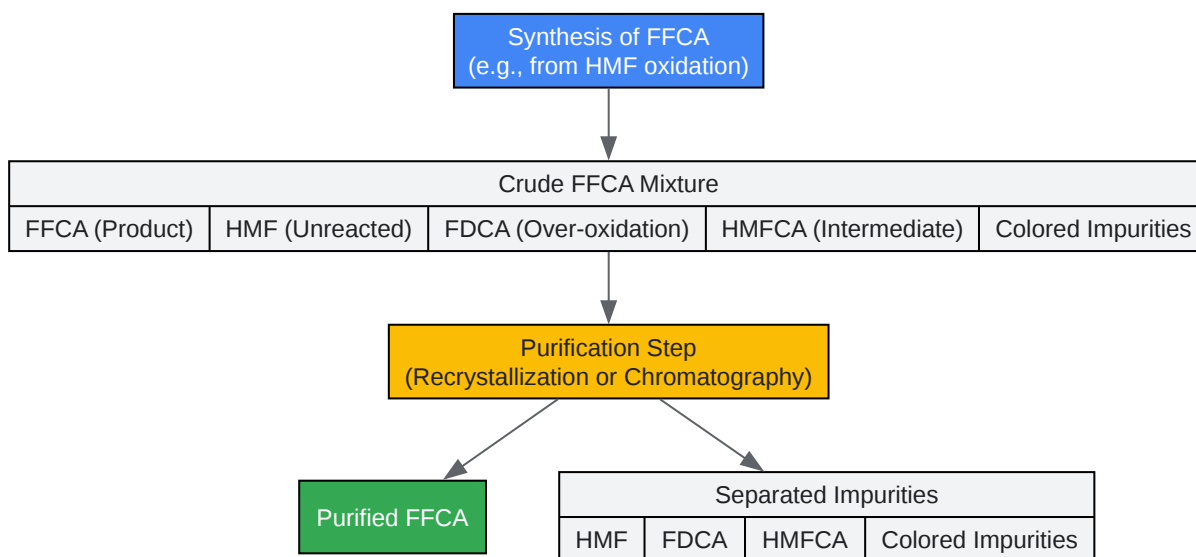 Synthesis of FFCA
(e.g., from HMF oxidation)
Crude FFCA Mixture
FFCA (Product)
HMF (Unreacted)
FDCA (Over-oxidation)
HMFCA (Intermediate)
Colored Impurities
Purification Step
(Recrystallization or Chromatography)
Purified FFCA
Separated Impurities
HMF
FDCA
HMFCA
Colored Impurities